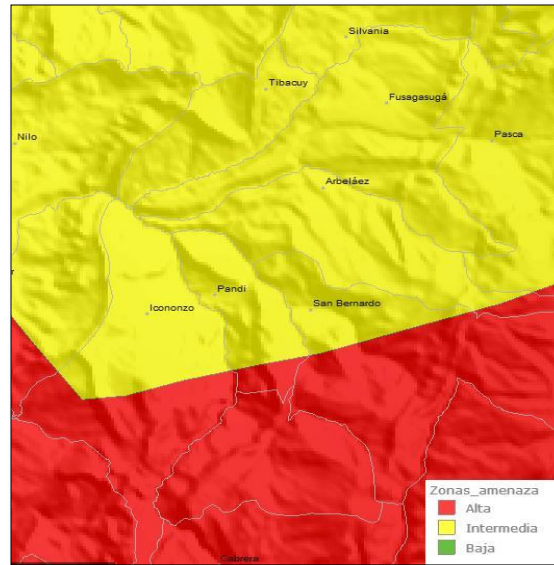 Silvania
Tibacuy
Fusagasugá
Nilo
Pasca
Arbeláez
Pandi
San Bernardo
Icononzo
Zonas_amenaza
Alta
Intermedia
Baja
Cabrera